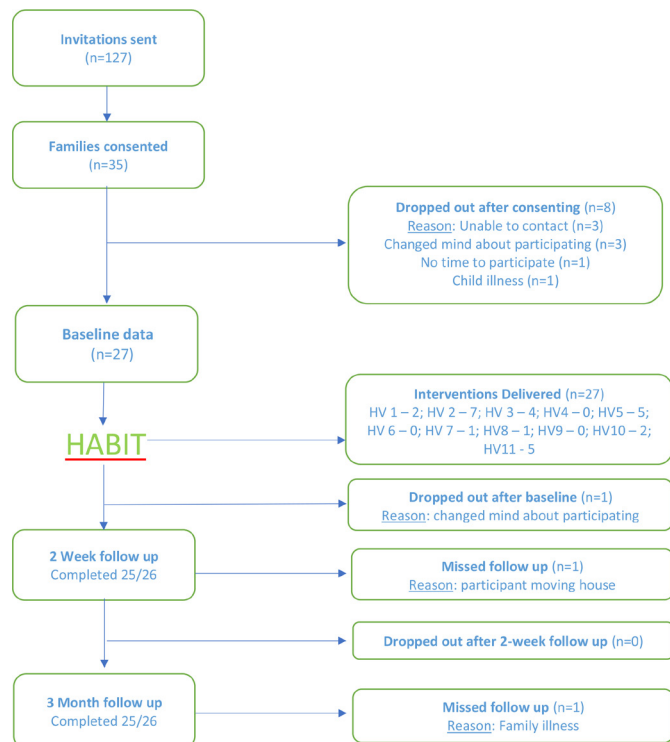 Invitations sent
(n=127)
Families consented
(n=35)
Dropped out after consenting (n=8)
Reason: Unable to contact (n=3)
Changed mind about participating (n=3)
No time to participate (n=1)
Child illness (n=1)
Baseline data
(n=27)
Interventions Delivered (n=27)
HV 1 – 2; HV 2 – 7; HV 3 – 4; HV4 – 0; HV5 – 5;
HV 6 – 0; HV 7 – 1; HV8 – 1; HV9 – 0; HV10 – 2;
HV11 - 5
HABIT
Dropped out after baseline (n=1)
Reason: changed mind about participating
2 Week follow up
Completed 25/26
Missed follow up (n=1)
Reason: participant moving house
Dropped out after 2-week follow up (n=0)
3 Month follow up
Completed 25/26
Missed follow up (n=1)
Reason: Family illness